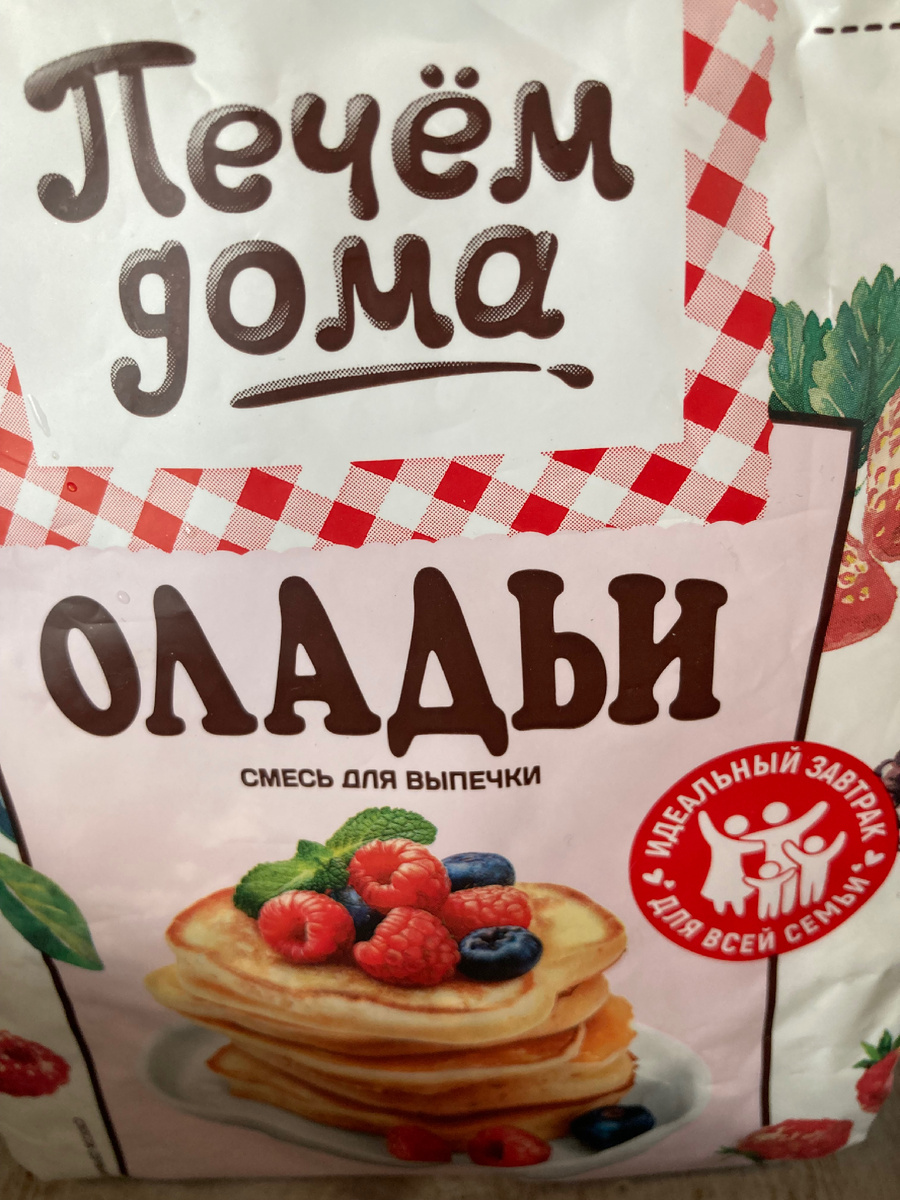 Печём
дома
ОЛАДЬИ
СМЕСЬ ДЛЯ ВЫПЕЧКИ
ИДЕАЛЬНЫЙ ЗАВТРАК
ДЛЯ ВСЕЙ СЕМЬИ